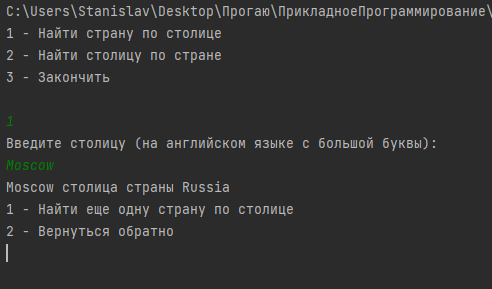 C:\Users\Stanislav\Desktop\Прогаю\ПрикладноеПрограммирование\
1 - Найти страну по столице
2 - Найти столицу по стране
3 - Закончить
1
Введите столицу (на английском языке с большой буквы):
Moscow
Moscow столица страны Russia
1 - Найти еще одну страну по столице
2 - Вернуться обратно